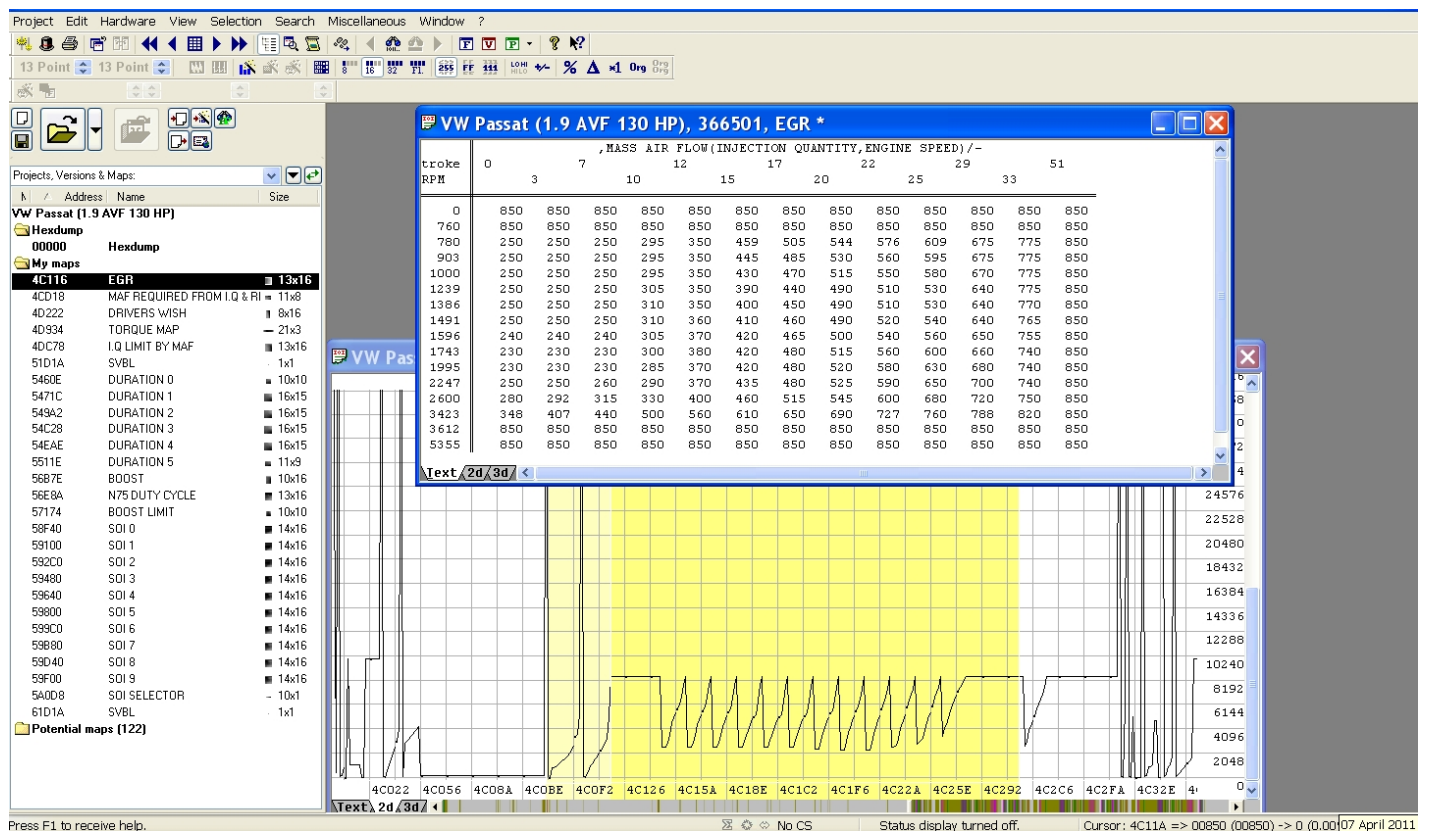 Project Edit Hardware View Selection Search Miscellaneous Window ?
13 Point 13 Point 8 16 32 Fl. 255 FF 111 LOHI HILO +/- % Δ ×1 Org Org
VW Passat (1.9 AVF 130 HP), 366501, EGR *
,MASS AIR FLOW(INJECTION QUANTITY,ENGINE SPEED)/-
troke 0 7 12 17 22 29 51
RPM 3 10 15 20 25 33
0 850 850 850 850 850 850 850 850 850 850 850 850 850
760 850 850 850 850 850 850 850 850 850 850 850 850 850
780 250 250 250 295 350 459 505 544 576 609 675 775 850
903 250 250 250 295 350 445 485 530 560 595 675 775 850
1000 250 250 250 295 350 430 470 515 550 580 670 775 850
1239 250 250 250 305 350 390 440 490 510 530 640 775 850
1386 250 250 250 310 350 400 450 490 510 530 640 770 850
1491 250 250 250 310 360 410 460 490 520 540 640 765 850
1596 240 240 240 305 370 420 465 500 540 560 650 755 850
1743 230 230 230 300 380 420 480 515 560 600 660 740 850
1995 230 230 230 285 370 420 480 520 580 630 680 740 850
2247 250 250 260 290 370 435 480 525 590 650 700 740 850
2600 280 292 315 330 400 460 515 545 600 680 720 750 850
3423 348 407 440 500 560 610 650 690 727 760 788 820 850
3612 850 850 850 850 850 850 850 850 850 850 850 850 850
5355 850 850 850 850 850 850 850 850 850 850 850 850 850
Text 2d 3d
Projects, Versions & Maps:
Address Name Size
VW Passat (1.9 AVF 130 HP)
Hexdump
00000 Hexdump
My maps
4C116 EGR 13x16
4CD18 MAF REQUIRED FROM I.Q & RI 11x8
4D222 DRIVERS WISH 8x16
4D934 TORQUE MAP 21x3
4DC78 I.Q LIMIT BY MAF 13x16
51D1A SVBL 1x1
5460E DURATION 0 10x10
5471C DURATION 1 16x15
549A2 DURATION 2 16x15
54C28 DURATION 3 16x15
54EAE DURATION 4 16x15
5511E DURATION 5 11x9
56B7E BOOST 10x16
56E8A N75 DUTY CYCLE 13x16
57174 BOOST LIMIT 10x10
58F40 SOI 0 14x16
59100 SOI 1 14x16
592C0 SOI 2 14x16
59480 SOI 3 14x16
59640 SOI 4 14x16
59800 SOI 5 14x16
599C0 SOI 6 14x16
59B80 SOI 7 14x16
59D40 SOI 8 14x16
59F00 SOI 9 14x16
5A0D8 SOI SELECTOR 10x1
61D1A SVBL 1x1
Potential maps (122)
VW Pas
24576
22528
20480
18432
16384
14336
12288
10240
8192
6144
4096
2048
0
4C022 4C056 4C08A 4C0BE 4C0F2 4C126 4C15A 4C18E 4C1C2 4C1F6 4C22A 4C25E 4C292 4C2C6 4C2FA 4C32E
Text 2d 3d
Press F1 to receive help. No CS Status display turned off. Cursor: 4C11A => 00850 (00850) -> 0 (0.00 07 April 2011